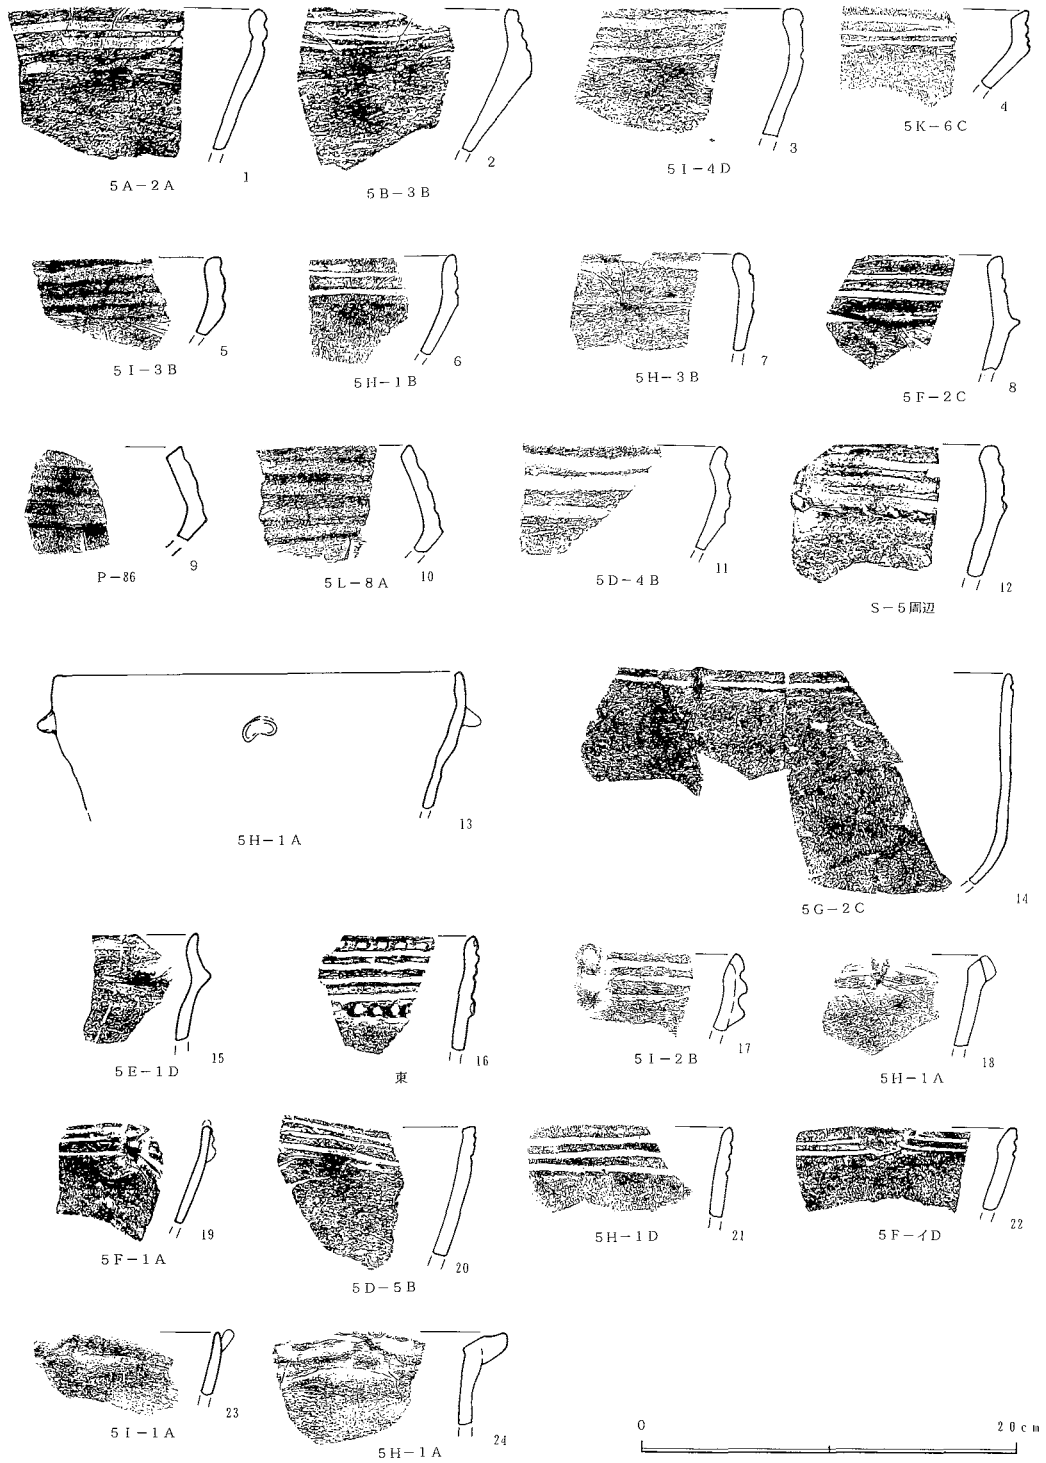 5A-2A 1
5B-3B 2
5I-4D 3
5K-6C 4
5I-3B 5
5H-1B 6
5H-3B 7
5F-2C 8
P-86 9
5L-8A 10
5D-4B 11
S-5周辺 12
5H-1A 13
5G-2C 14
5E-1D 15
東 16
5I-2B 17
5H-1A 18
5F-1A 19
5D-5B 20
5H-1D 21
5F-イD 22
5I-1A 23
5H-1A 24
0 20cm